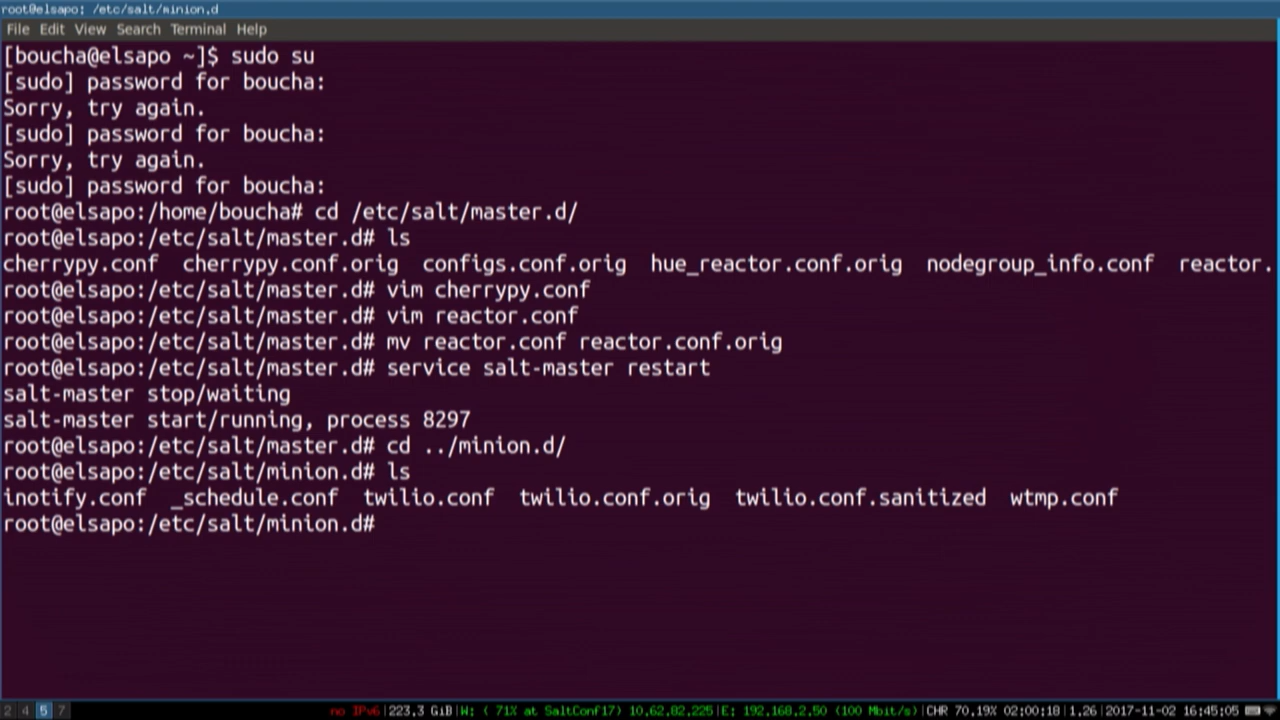 root@elsapo: /etc/salt/minion.d
File Edit View Search Terminal Help
[boucha@elsapo ~]$ sudo su
[sudo] password for boucha:
Sorry, try again.
[sudo] password for boucha:
Sorry, try again.
[sudo] password for boucha:
root@elsapo:/home/boucha# cd /etc/salt/master.d/
root@elsapo:/etc/salt/master.d# ls
cherrypy.conf cherrypy.conf.orig configs.conf.orig hue_reactor.conf.orig nodegroup_info.conf reactor.
root@elsapo:/etc/salt/master.d# vim cherrypy.conf
root@elsapo:/etc/salt/master.d# vim reactor.conf
root@elsapo:/etc/salt/master.d# mv reactor.conf reactor.conf.orig
root@elsapo:/etc/salt/master.d# service salt-master restart
salt-master stop/waiting
salt-master start/running, process 8297
root@elsapo:/etc/salt/master.d# cd ../minion.d/
root@elsapo:/etc/salt/minion.d# ls
inotify.conf _schedule.conf twilio.conf twilio.conf.orig twilio.conf.sanitized wtmp.conf
root@elsapo:/etc/salt/minion.d#
2 4 5 7 no IPv6|223.3 GiB|W: ( 71% at SaltConf17) 10.62.82.225|E: 192.168.2.50 (100 Mbit/s)|CHR 70.19% 02:00:18|1.26|2017-11-02 16:45:05